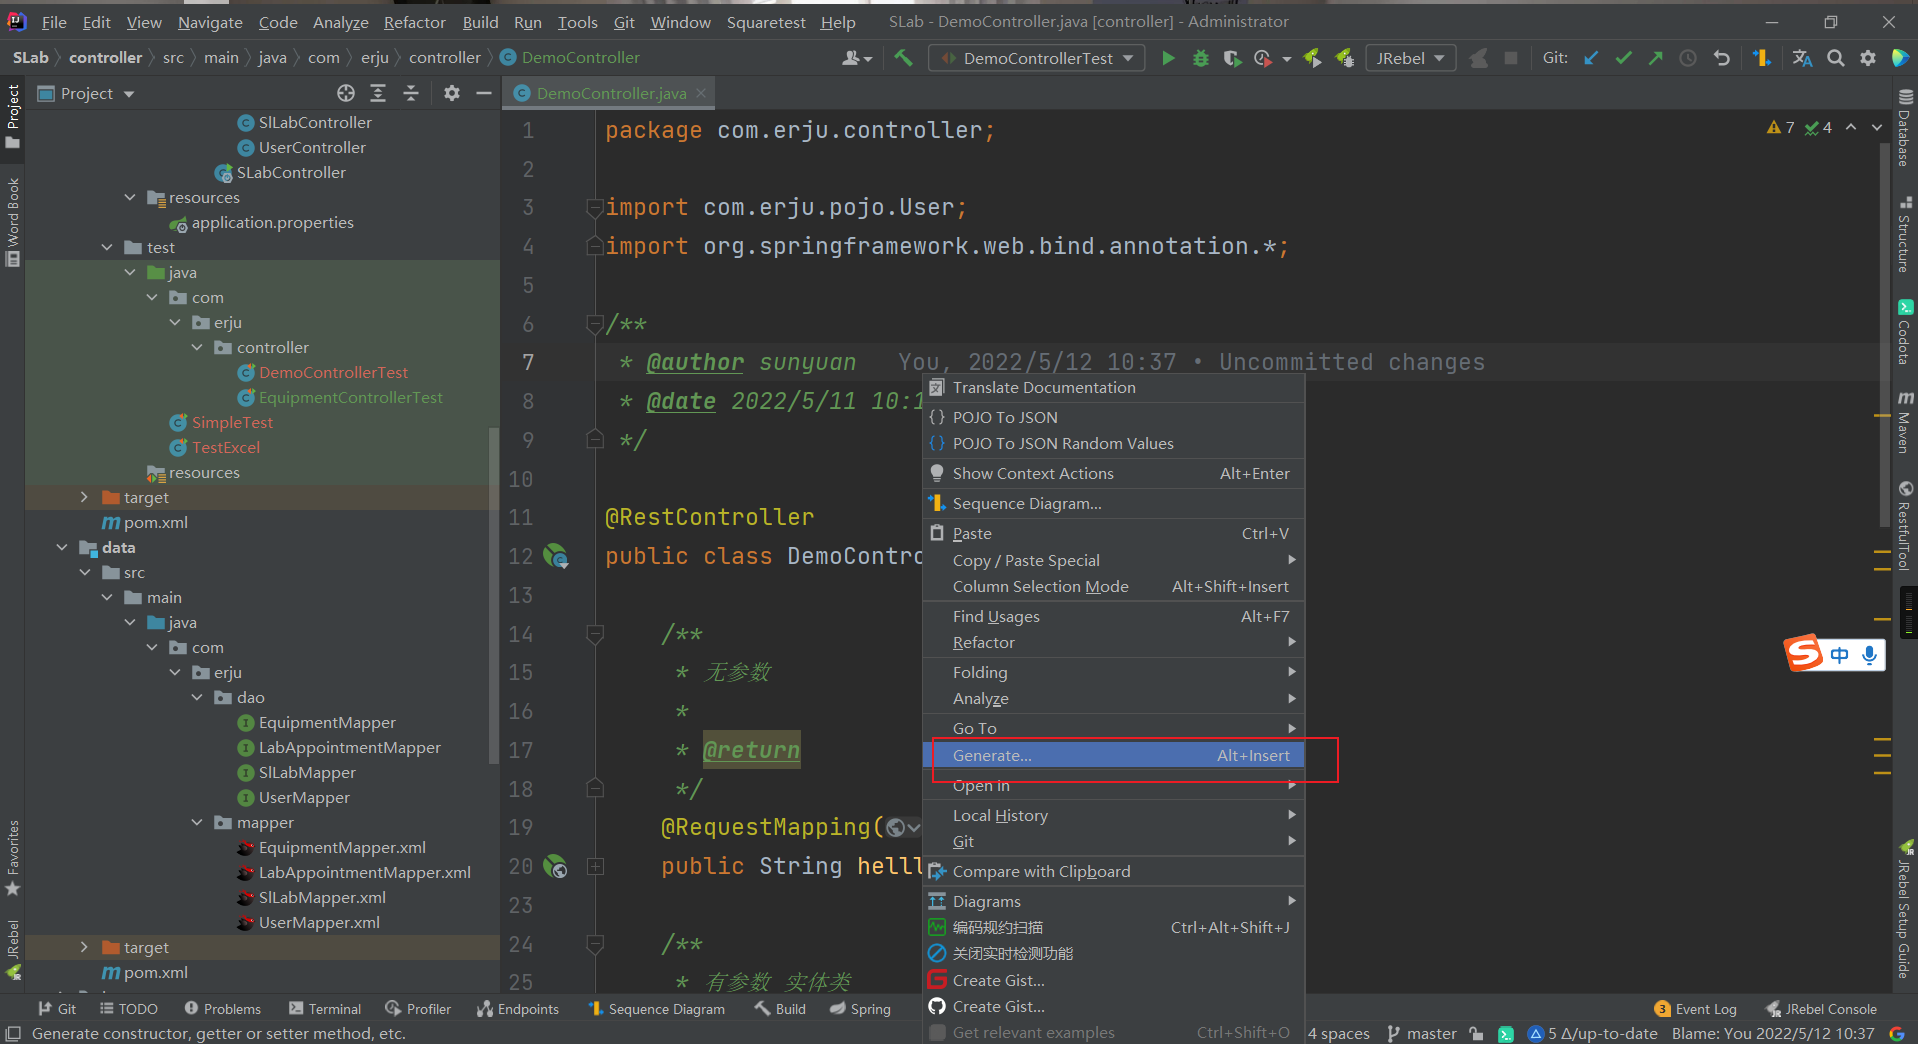 File Edit View Navigate Code Analyze Refactor Build Run Tools Git Window Squaretest Help SLab - DemoController.java [controller] - Administrator
SLab controller src main java com erju controller DemoController DemoControllerTest JRebel Git:
Project
DemoController.java
SlLabController
UserController
SLabController
resources
application.properties
test
java
com
erju
controller
DemoControllerTest
EquipmentControllerTest
SimpleTest
TestExcel
resources
target
pom.xml
data
src
main
java
com
erju
dao
EquipmentMapper
LabAppointmentMapper
SlLabMapper
UserMapper
mapper
EquipmentMapper.xml
LabAppointmentMapper.xml
SlLabMapper.xml
UserMapper.xml
target
pom.xml
Project
Word Book
Favorites
JRebel
7 4
1 package com.erju.controller;
2
3 import com.erju.pojo.User;
4 import org.springframework.web.bind.annotation.*;
5
6 /**
7 * @author sunyuan You, 2022/5/12 10:37 • Uncommitted changes
8 * @date 2022/5/11 10:1
9 */
10
11 @RestController
12 public class DemoContro
13
14 /**
15 * 无参数
16 *
17 * @return
18 */
19 @RequestMapping(
20 public String helll
23
24 /**
25 * 有参数 实体类
Translate Documentation
POJO To JSON
POJO To JSON Random Values
Show Context Actions Alt+Enter
Sequence Diagram...
Paste Ctrl+V
Copy / Paste Special
Column Selection Mode Alt+Shift+Insert
Find Usages Alt+F7
Refactor
Folding
Analyze
Go To
Generate... Alt+Insert
Open In
Local History
Git
Compare with Clipboard
Diagrams
编码规约扫描 Ctrl+Alt+Shift+J
关闭实时检测功能
Create Gist...
Create Gist...
Get relevant examples Ctrl+Shift+O
Database
Structure
Codota
Maven
RestfulTool
JRebel Setup Guide
中
Git TODO Problems Terminal Profiler Endpoints Sequence Diagram Build Spring 3 Event Log JRebel Console
Generate constructor, getter or setter method, etc. 4 spaces master 5 Δ/up-to-date Blame: You 2022/5/12 10:37